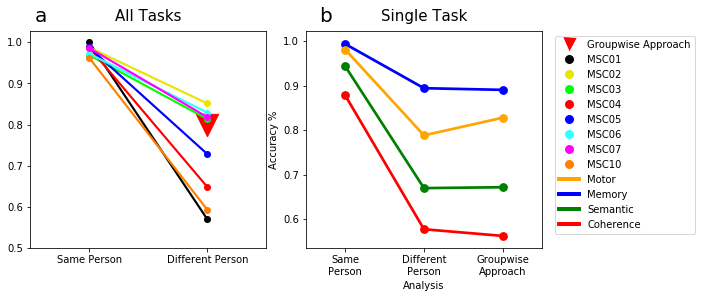 a
All Tasks
1.0
0.9
0.8
0.7
0.6
0.5
Same Person
Different Person
b
Single Task
Accuracy %
1.0
0.9
0.8
0.7
0.6
Same
Person
Different
Person
Groupwise
Approach
Analysis
Groupwise Approach
MSC01
MSC02
MSC03
MSC04
MSC05
MSC06
MSC07
MSC10
Motor
Memory
Semantic
Coherence